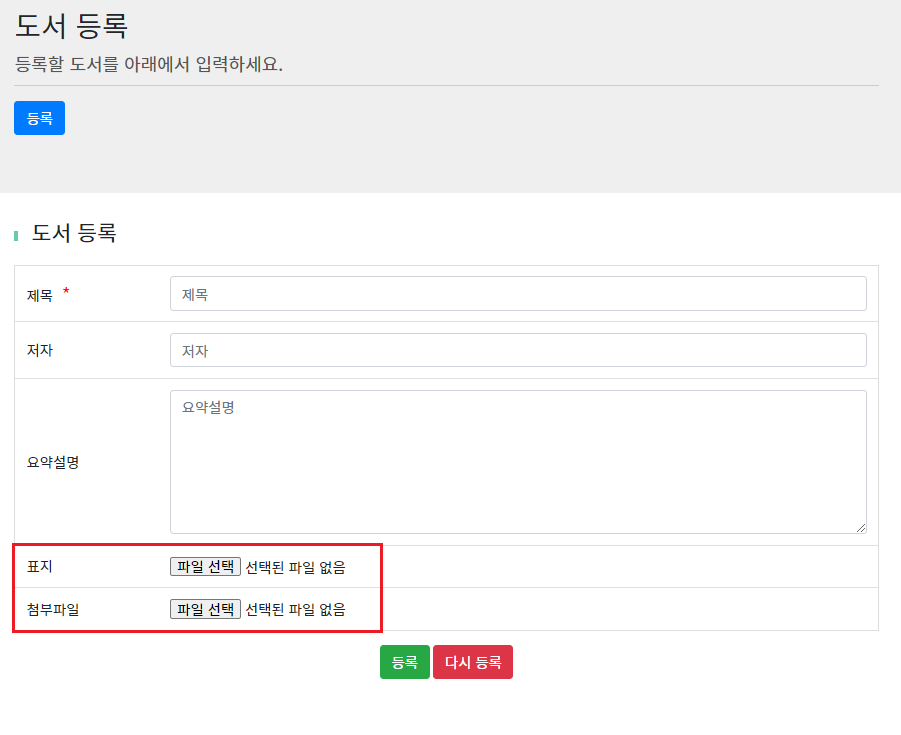 도서 등록
등록할 도서를 아래에서 입력하세요.
등록
도서 등록
제목 * 제목
저자 저자
요약설명 요약설명
표지 파일 선택 선택된 파일 없음
첨부파일 파일 선택 선택된 파일 없음
등록 다시 등록